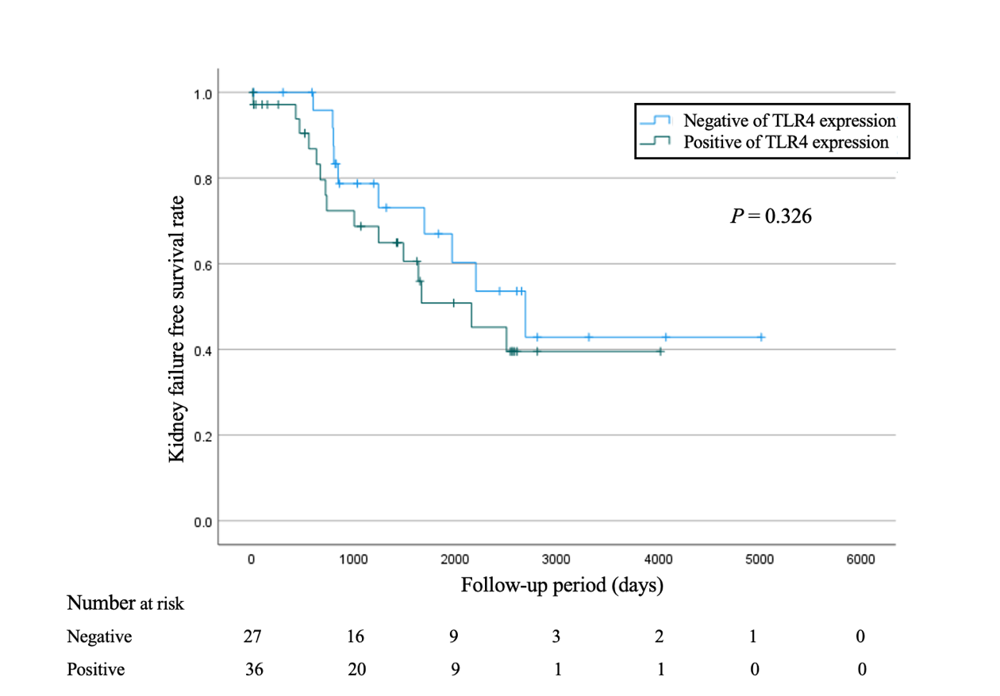 1.0
0.8
0.6
0.4
0.2
0.0
Kidney failure free survival rate
Negative of TLR4 expression
Positive of TLR4 expression
P = 0.326
0 1000 2000 3000 4000 5000 6000
Follow-up period (days)
Number at risk
Negative 27 16 9 3 2 1 0
Positive 36 20 9 1 1 0 0